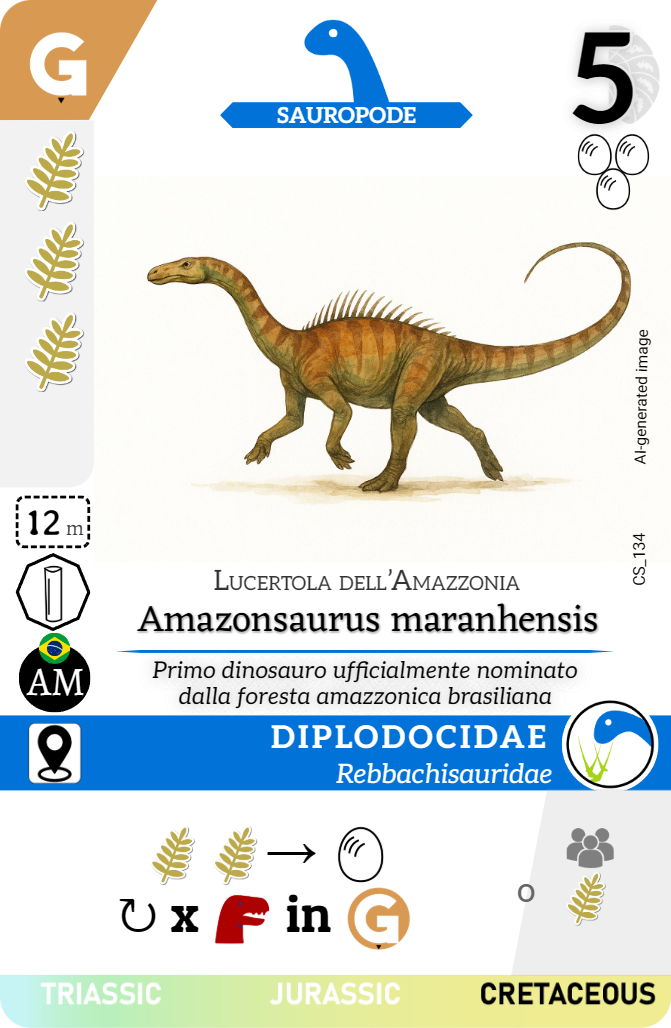 G
SAUROPODE
5
AI-generated image
12 m
CS_134
AM
Lucertola dell'Amazzonia
Amazonsaurus maranhensis
Primo dinosauro ufficialmente nominato
dalla foresta amazzonica brasiliana
DIPLODOCIDAE
Rebbachisauridae
→
o
↻ x in G
TRIASSIC JURASSIC CRETACEOUS